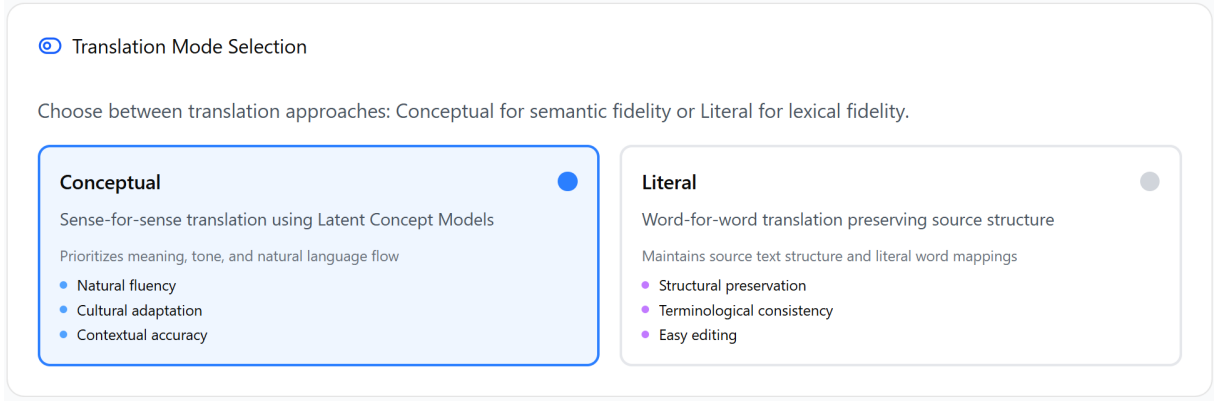 Translation Mode Selection
Choose between translation approaches: Conceptual for semantic fidelity or Literal for lexical fidelity.
Conceptual
Sense-for-sense translation using Latent Concept Models
Prioritizes meaning, tone, and natural language flow
Natural fluency
Cultural adaptation
Contextual accuracy
Literal
Word-for-word translation preserving source structure
Maintains source text structure and literal word mappings
Structural preservation
Terminological consistency
Easy editing